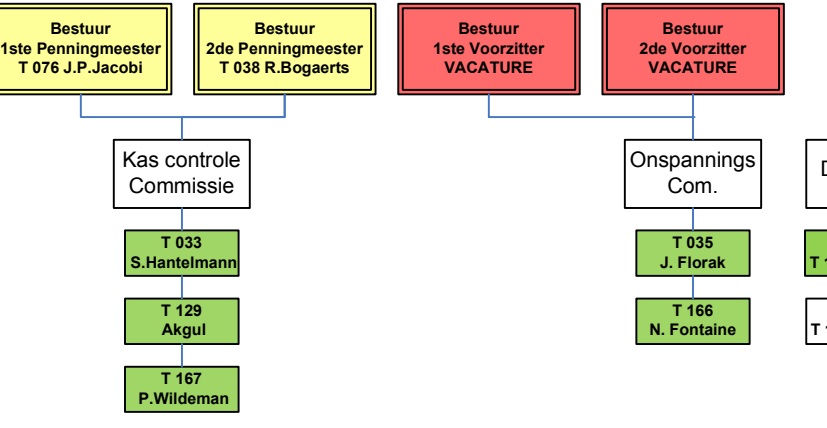 Bestuur
1ste Penningmeester
T 076 J.P.Jacobi
Bestuur
2de Penningmeester
T 038 R.Bogaerts
Bestuur
1ste Voorzitter
VACATURE
Bestuur
2de Voorzitter
VACATURE
Kas controle
Commissie
Onspannings
Com.
T 033
S.Hantelmann
T 035
J. Florak
T 129
Akgul
T 166
N. Fontaine
T 167
P.Wildeman